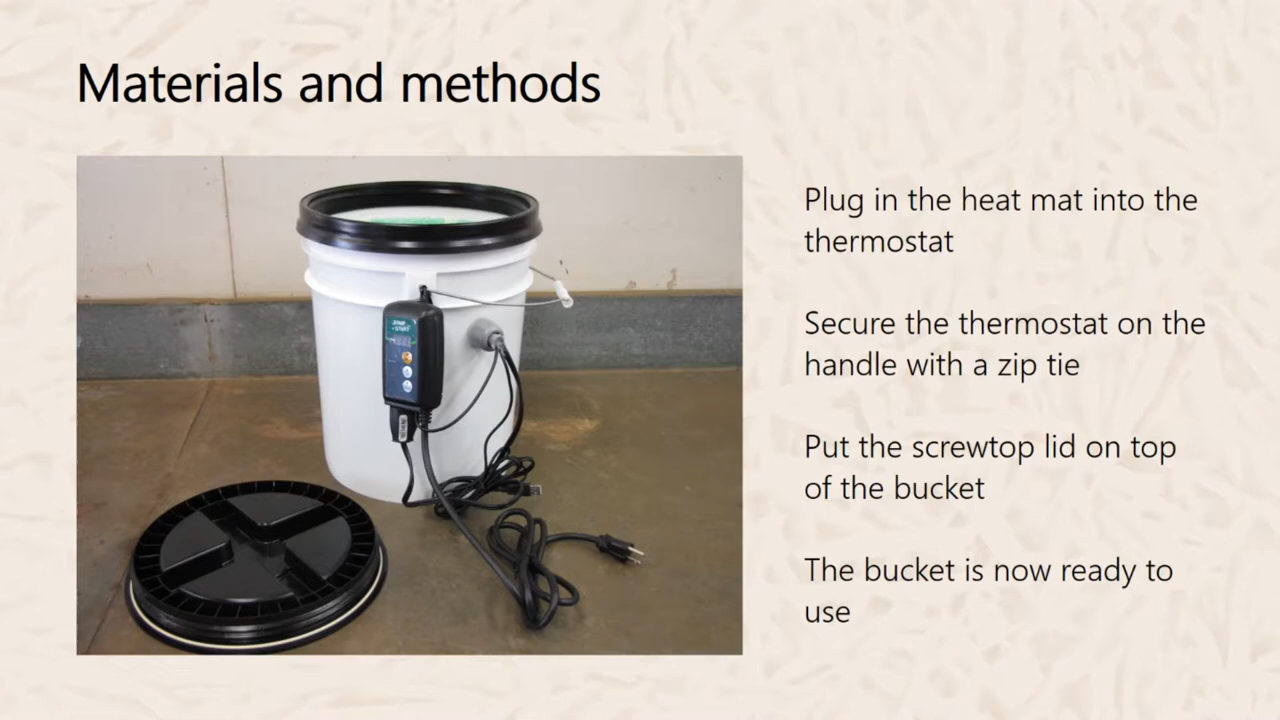 Materials and methods
Plug in the heat mat into the
thermostat
Secure the thermostat on the
handle with a zip tie
Put the screwtop lid on top
of the bucket
The bucket is now ready to
use